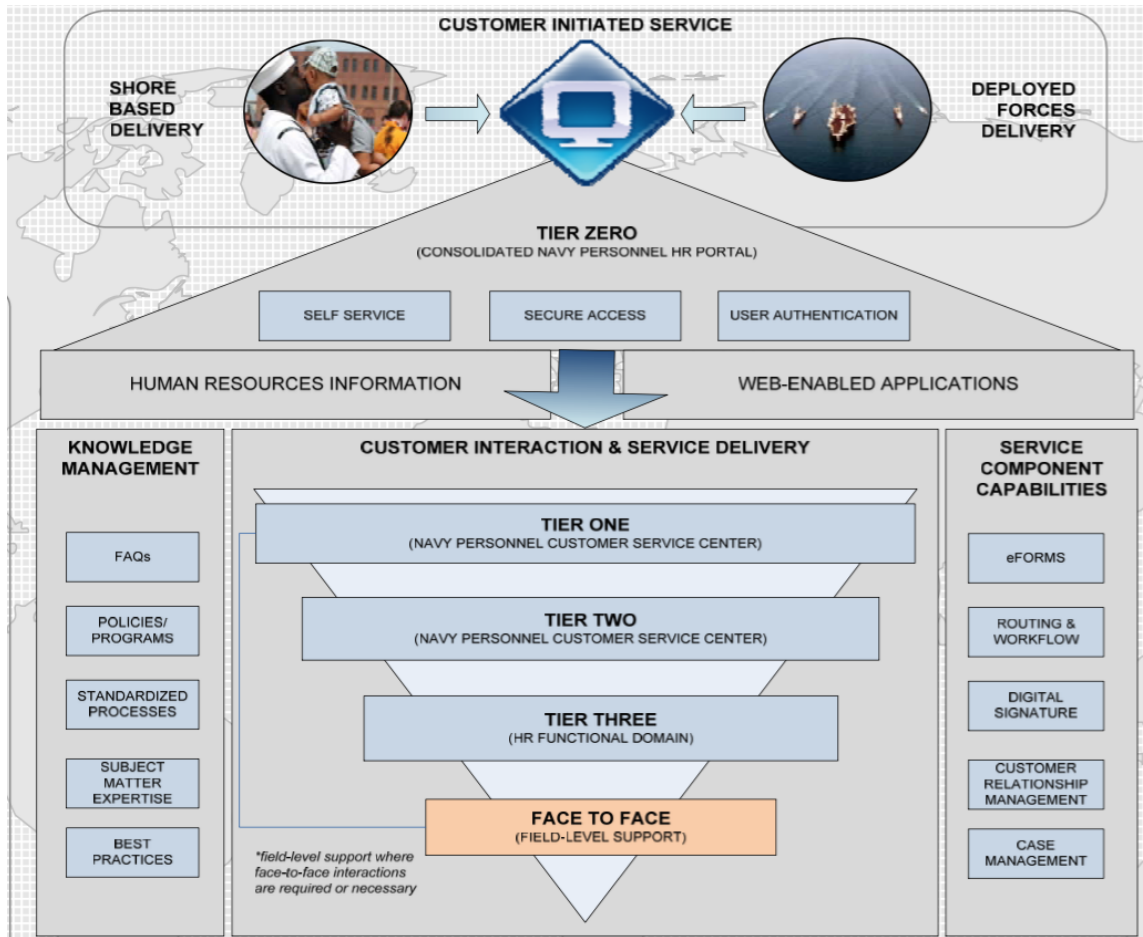 CUSTOMER INITIATED SERVICE
SHORE
BASED
DELIVERY
DEPLOYED
FORCES
DELIVERY
TIER ZERO
(CONSOLIDATED NAVY PERSONNEL HR PORTAL)
SELF SERVICE
SECURE ACCESS
USER AUTHENTICATION
HUMAN RESOURCES INFORMATION
WEB-ENABLED APPLICATIONS
KNOWLEDGE
MANAGEMENT
FAQs
POLICIES/
PROGRAMS
STANDARDIZED
PROCESSES
SUBJECT
MATTER
EXPERTISE
BEST
PRACTICES
CUSTOMER INTERACTION & SERVICE DELIVERY
TIER ONE
(NAVY PERSONNEL CUSTOMER SERVICE CENTER)
TIER TWO
(NAVY PERSONNEL CUSTOMER SERVICE CENTER)
TIER THREE
(HR FUNCTIONAL DOMAIN)
FACE TO FACE
(FIELD-LEVEL SUPPORT)
*field-level support where
face-to-face interactions
are required or necessary
SERVICE
COMPONENT
CAPABILITIES
eFORMS
ROUTING &
WORKFLOW
DIGITAL
SIGNATURE
CUSTOMER
RELATIONSHIP
MANAGEMENT
CASE
MANAGEMENT